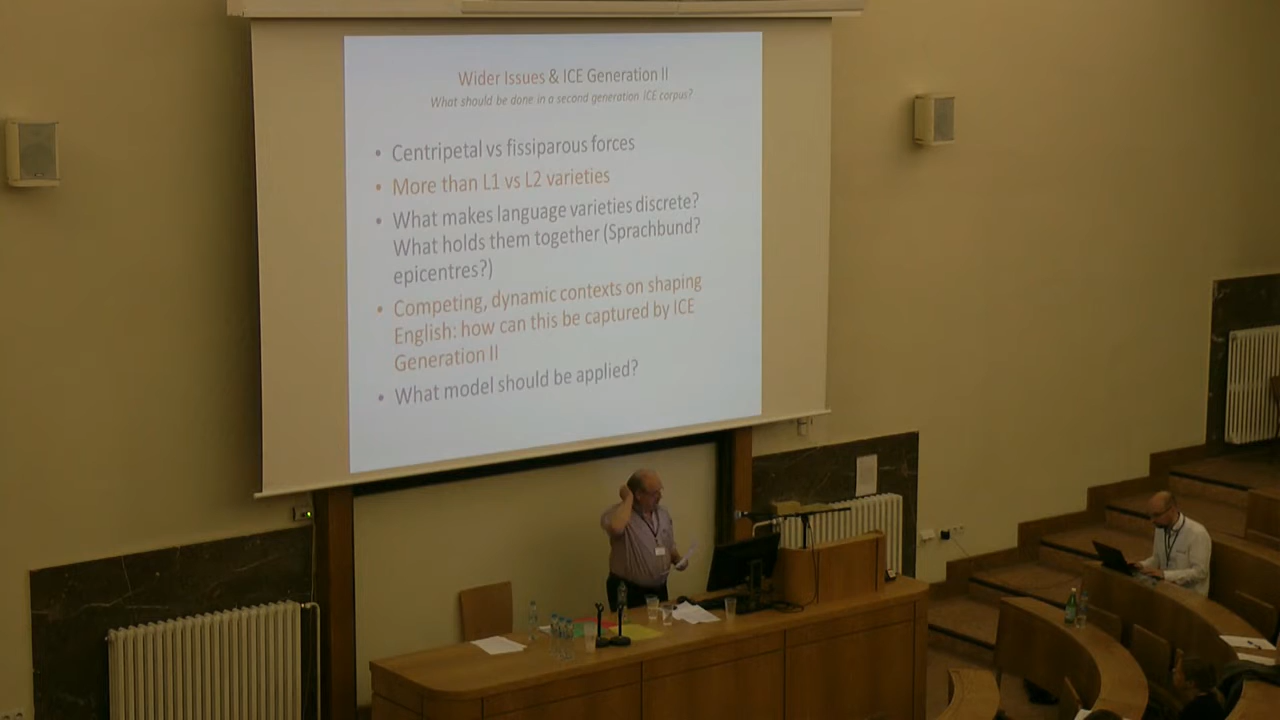 Wider Issues & ICE Generation II
What should be done in a second generation ICE corpus?
• Centripetal vs fissiparous forces
• More than L1 vs L2 varieties
• What makes language varieties discrete?
What holds them together (Sprachbund?
epicentres?)
• Competing, dynamic contexts on shaping
English: how can this be captured by ICE
Generation II
• What model should be applied?